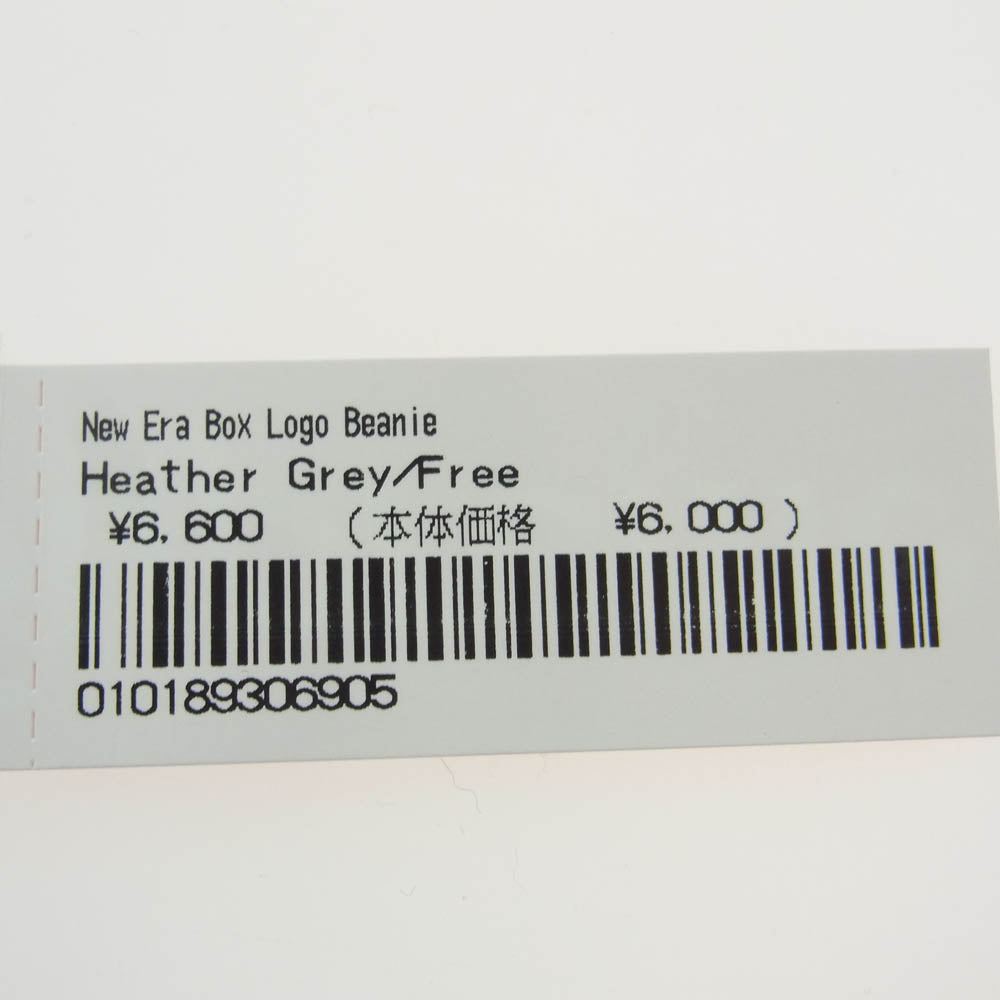 New Era Box Logo Beanie
Heather Grey/Free
¥6,600 (本体価格 ¥6,000)
010189306905